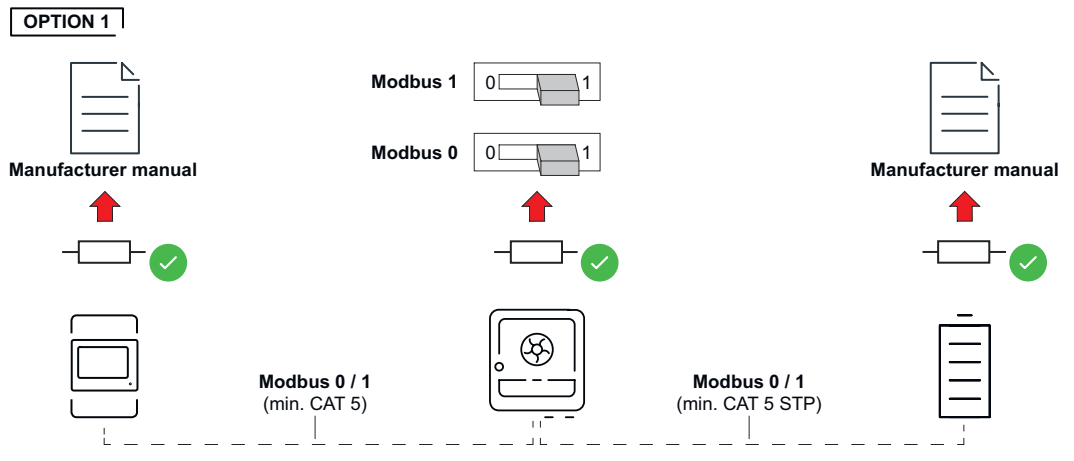 OPTION 1
Modbus 1 0 1
Modbus 0 0 1
Manufacturer manual
Manufacturer manual
Modbus 0 / 1
(min. CAT 5)
Modbus 0 / 1
(min. CAT 5 STP)